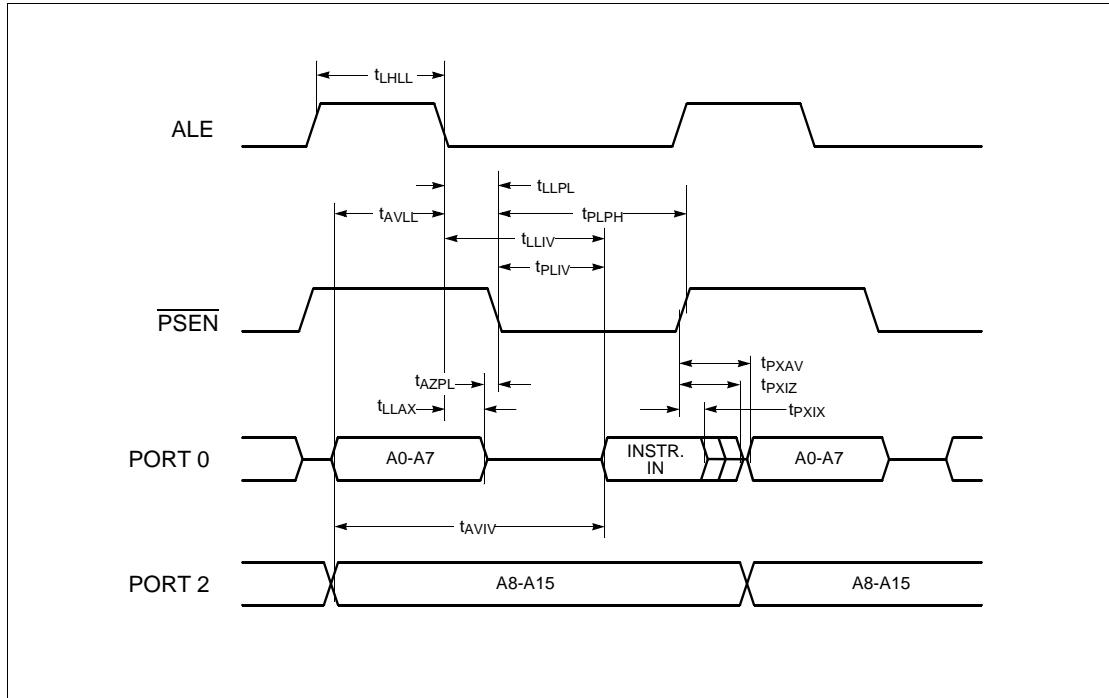 tLHLL
ALE
tLLPL
tAVLL
tPLPH
tLLIV
tPLIV
PSEN
tPXAV
tAZPL
tPXIZ
tLLAX
tPXIX
PORT 0
A0-A7
INSTR.
IN
A0-A7
tAVIV
PORT 2
A8-A15
A8-A15